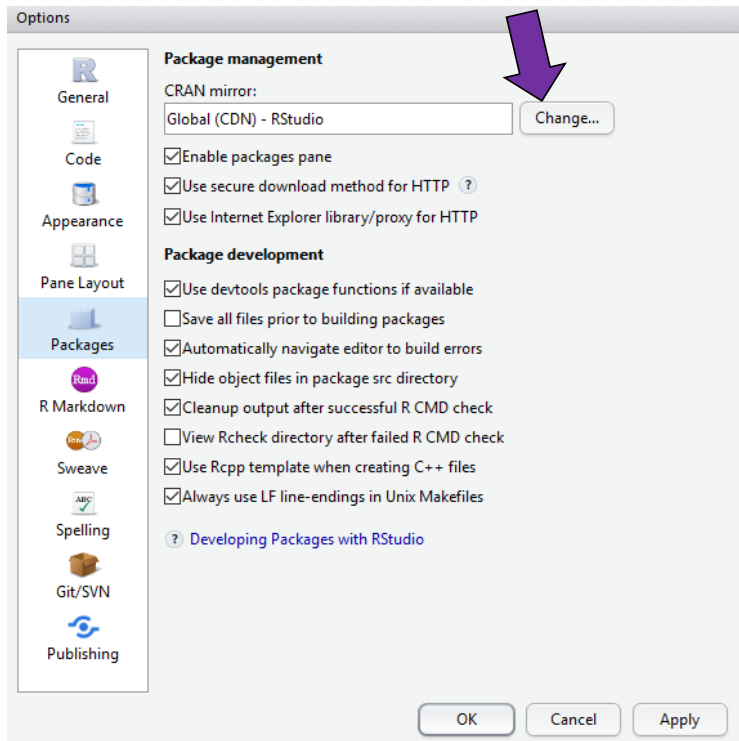 Options
General
Code
Appearance
Pane Layout
Packages
Rmd
R Markdown
Sweave
ABC
Spelling
Git/SVN
Publishing
Package management
CRAN mirror:
Global (CDN) - RStudio
Change...
Enable packages pane
Use secure download method for HTTP ?
Use Internet Explorer library/proxy for HTTP
Package development
Use devtools package functions if available
Save all files prior to building packages
Automatically navigate editor to build errors
Hide object files in package src directory
Cleanup output after successful R CMD check
View Rcheck directory after failed R CMD check
Use Rcpp template when creating C++ files
Always use LF line-endings in Unix Makefiles
? Developing Packages with RStudio
OK Cancel Apply